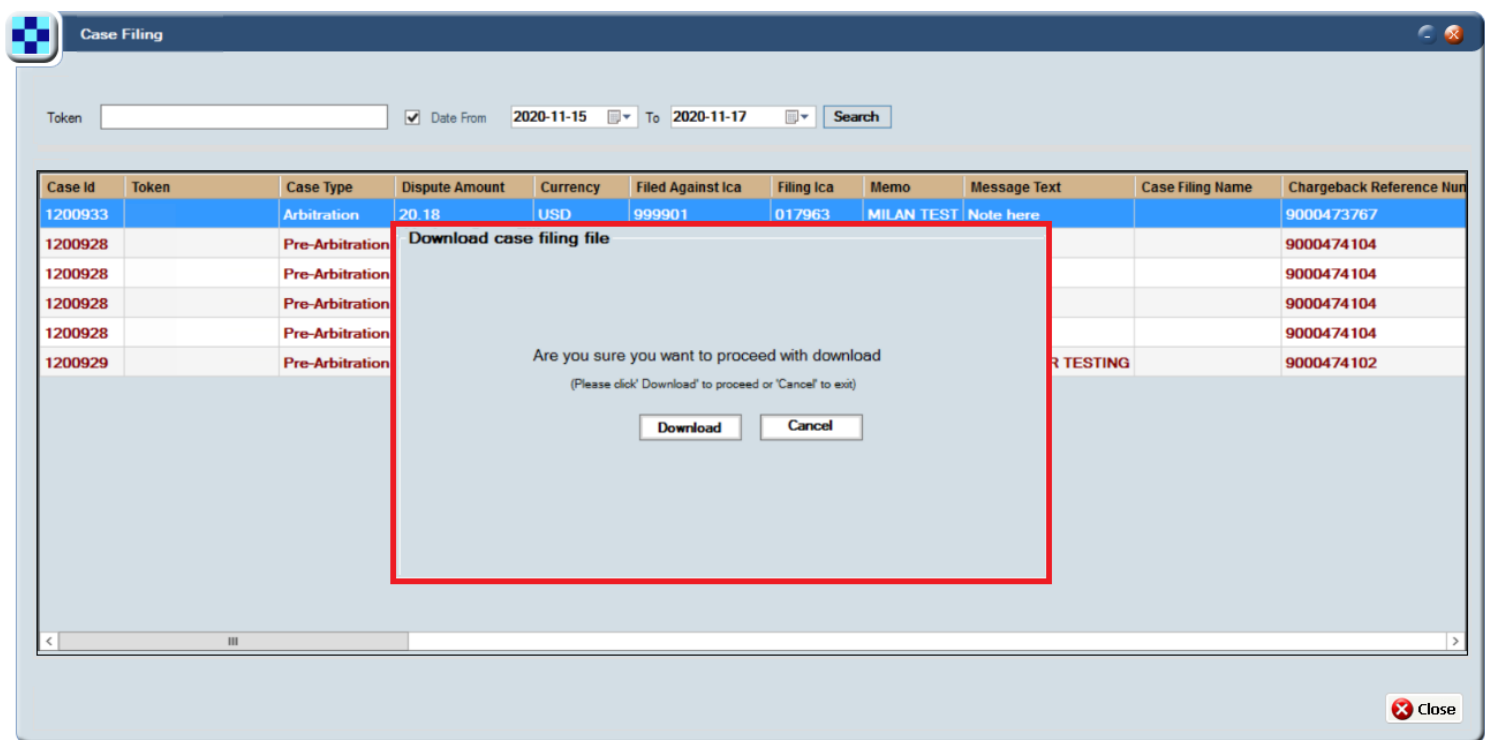 Case Filing
Token Date From 2020-11-15 To 2020-11-17 Search
Case Id Token Case Type Dispute Amount Currency Filed Against Ica Filing Ica Memo Message Text Case Filing Name Chargeback Reference Num
1200933 Arbitration 20.18 USD 999901 017963 MILAN TEST Note here 9000473767
Download case filing file
1200928 Pre-Arbitration 9000474104
1200928 Pre-Arbitration 9000474104
1200928 Pre-Arbitration 9000474104
1200928 Pre-Arbitration 9000474104
1200929 Pre-Arbitration R TESTING 9000474102
Are you sure you want to proceed with download
(Please click' Download' to proceed or 'Cancel' to exit)
Download Cancel
Close